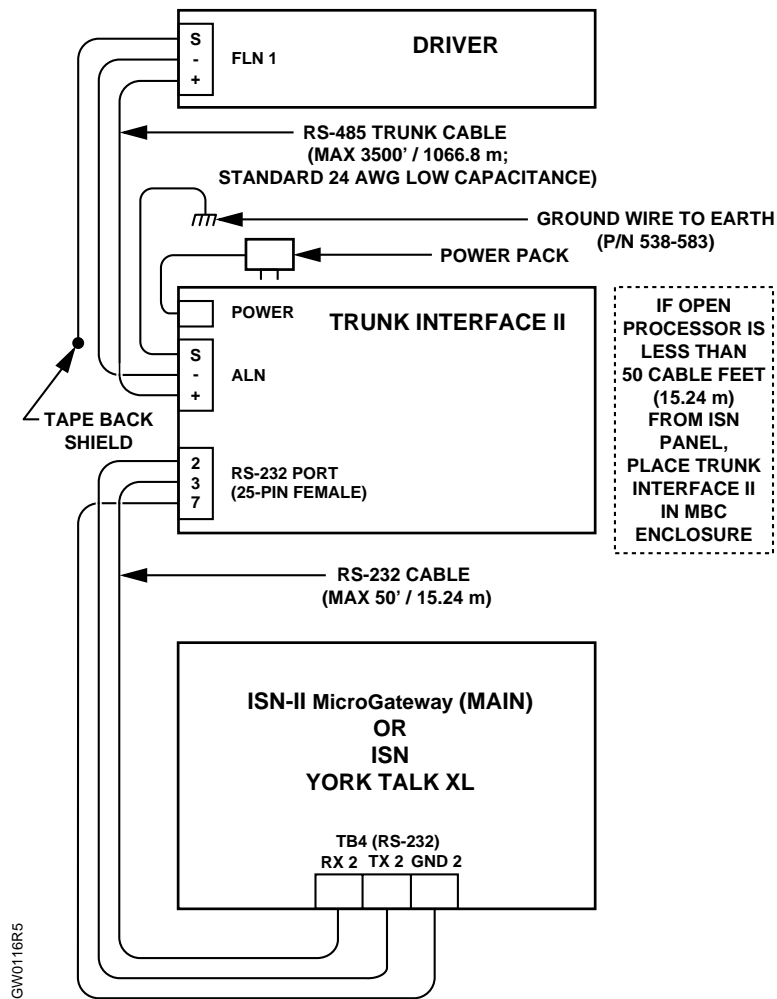 DRIVER
S
-
+
FLN 1
RS-485 TRUNK CABLE
(MAX 3500' / 1066.8 m;
STANDARD 24 AWG LOW CAPACITANCE)
GROUND WIRE TO EARTH
(P/N 538-583)
POWER PACK
POWER
TRUNK INTERFACE II
S
-
+
ALN
TAPE BACK
SHIELD
2
3
7
RS-232 PORT
(25-PIN FEMALE)
IF OPEN
PROCESSOR IS
LESS THAN
50 CABLE FEET
(15.24 m)
FROM ISN
PANEL,
PLACE TRUNK
INTERFACE II
IN MBC
ENCLOSURE
RS-232 CABLE
(MAX 50' / 15.24 m)
ISN-II MicroGateway (MAIN)
OR
ISN
YORK TALK XL
TB4 (RS-232)
RX 2 TX 2 GND 2
GW0116R5